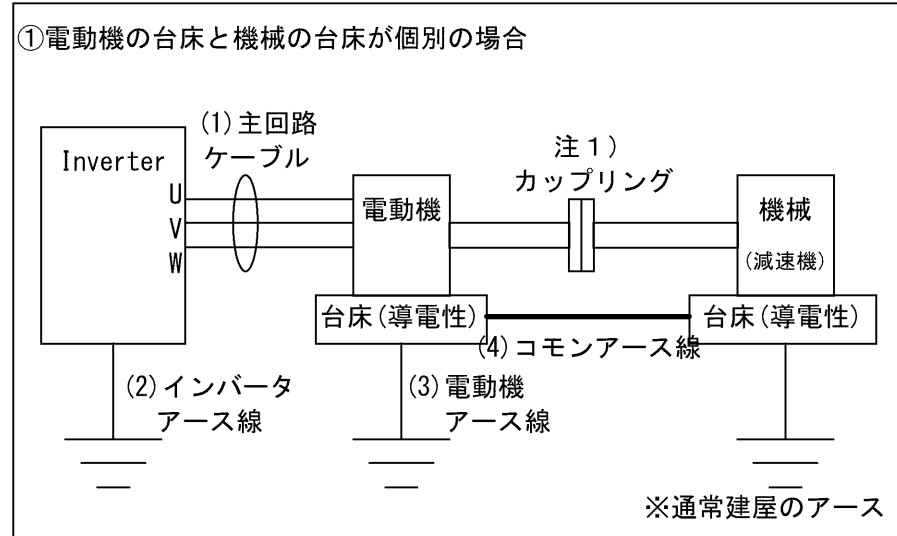 ①電動機の台床と機械の台床が個別の場合
(1)主回路
ケーブル
Inverter
U
V
W
電動機
注１）
カップリング
機械
(減速機)
台床(導電性)
台床(導電性)
(4)コモンアース線
(2)インバータ
アース線
(3)電動機
アース線
※通常建屋のアース